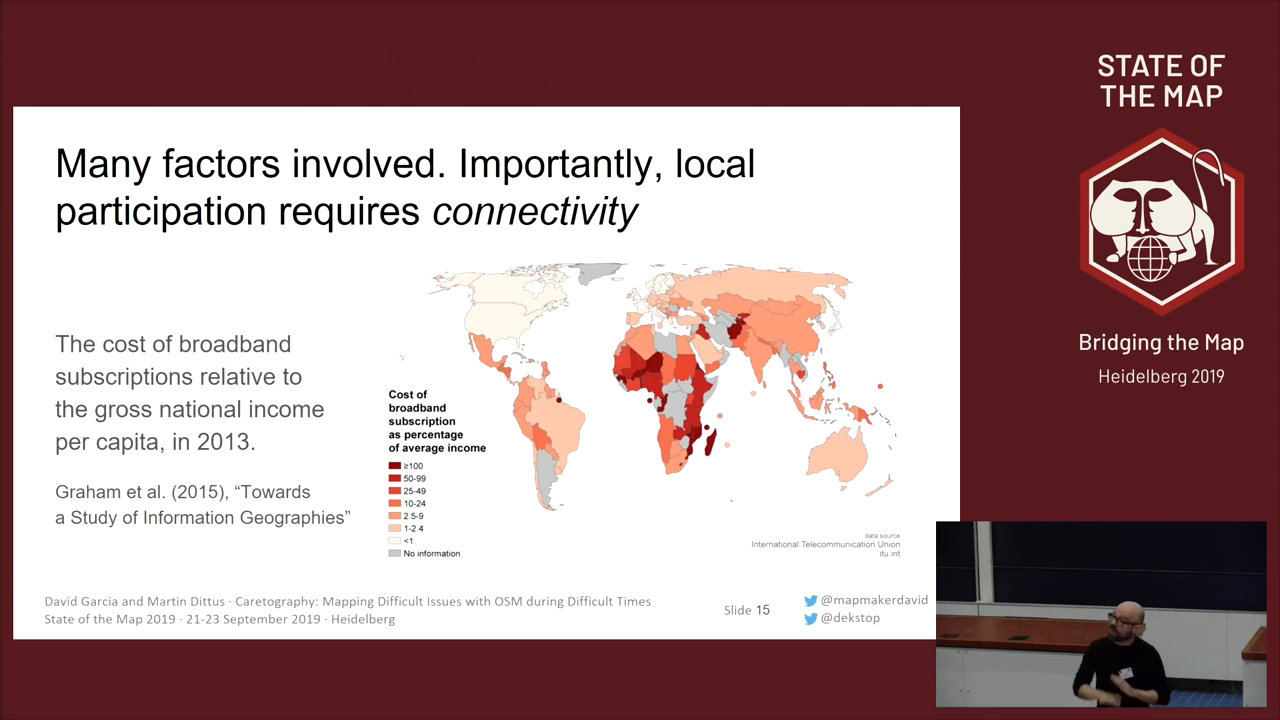 Many factors involved. Importantly, local
participation requires connectivity
The cost of broadband
subscriptions relative to
the gross national income
per capita, in 2013.
Graham et al. (2015), “Towards
a Study of Information Geographies”
Cost of
broadband
subscription
as percentage
of average income
≥100
50-99
25-49
10-24
2.5-9
1-2.4
<1
No information
data source
International Telecommunication Union
itu int
David Garcia and Martin Dittus · Caretography: Mapping Difficult Issues with OSM during Difficult Times
State of the Map 2019 · 21-23 September 2019 · Heidelberg
Slide 15
@mapmakerdavid
@dekstop
STATE OF
THE MAP
Bridging the Map
Heidelberg 2019